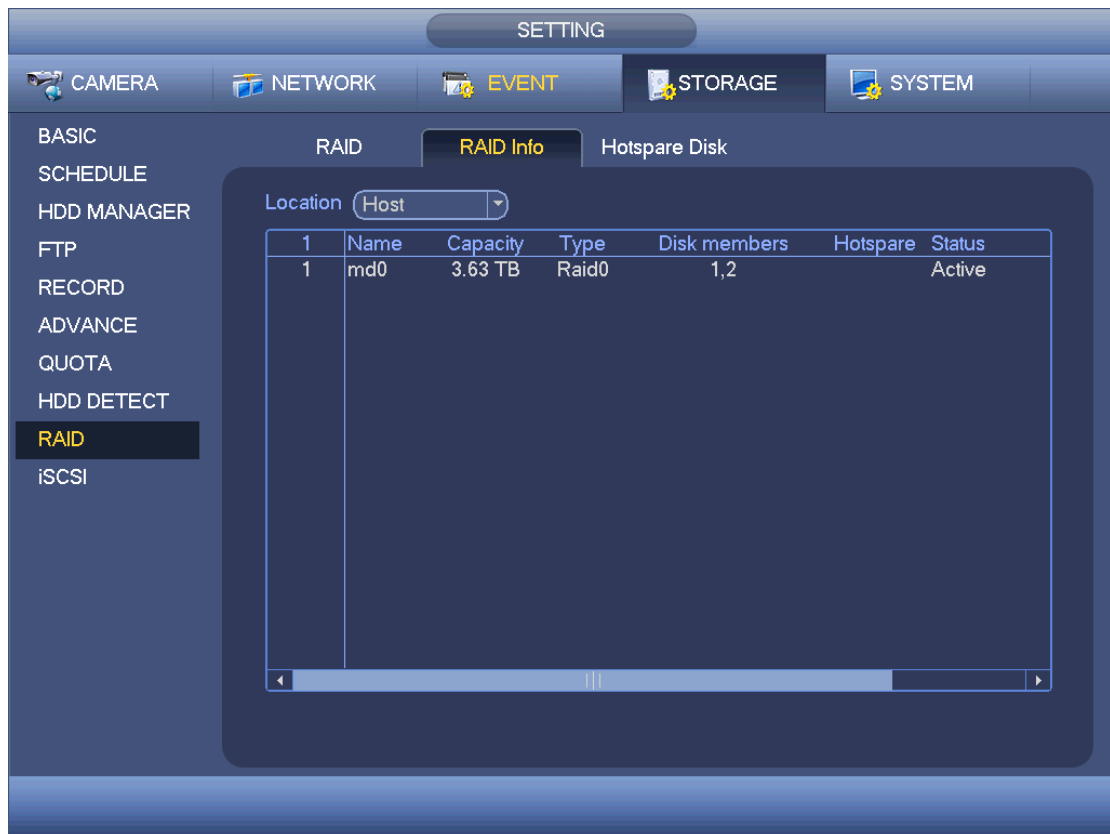 SETTING
CAMERA NETWORK EVENT STORAGE SYSTEM
BASIC
SCHEDULE
HDD MANAGER
FTP
RECORD
ADVANCE
QUOTA
HDD DETECT
RAID
iSCSI
RAID RAID Info Hotspare Disk
Location Host
1 Name Capacity Type Disk members Hotspare Status
1 md0 3.63 TB Raid0 1,2 Active